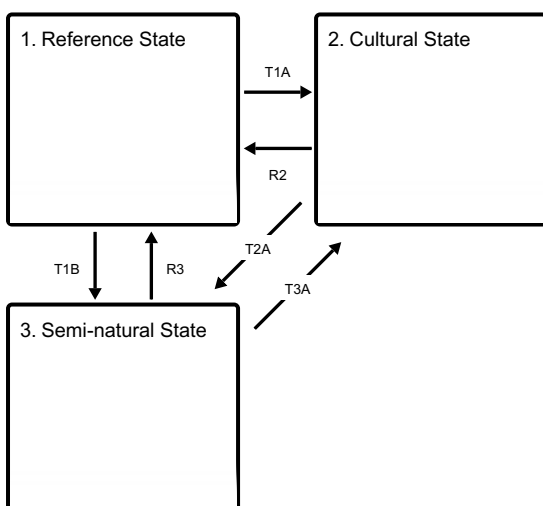 1. Reference State
2. Cultural State
T1A
R2
T2A
T1B
R3
T3A
3. Semi-natural State